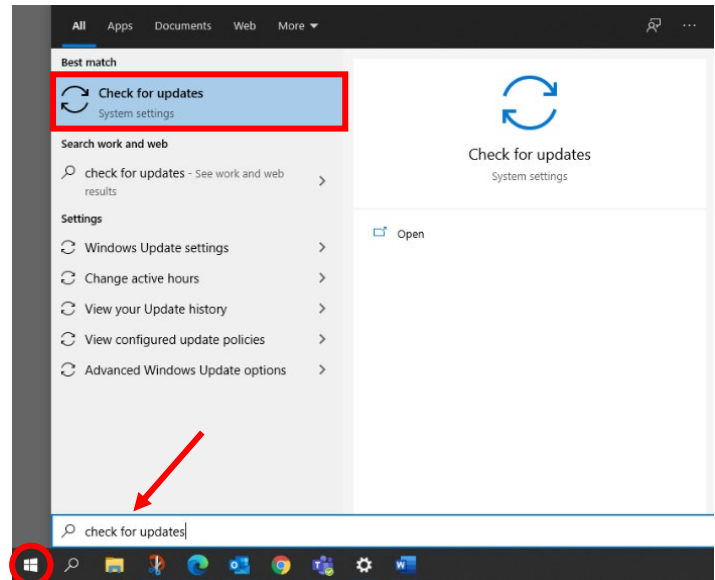 All Apps Documents Web More
Best match
Check for updates
System settings
Search work and web
check for updates - See work and web
results
Settings
Windows Update settings
Change active hours
View your Update history
View configured update policies
Advanced Windows Update options
Check for updates
System settings
Open
check for updates